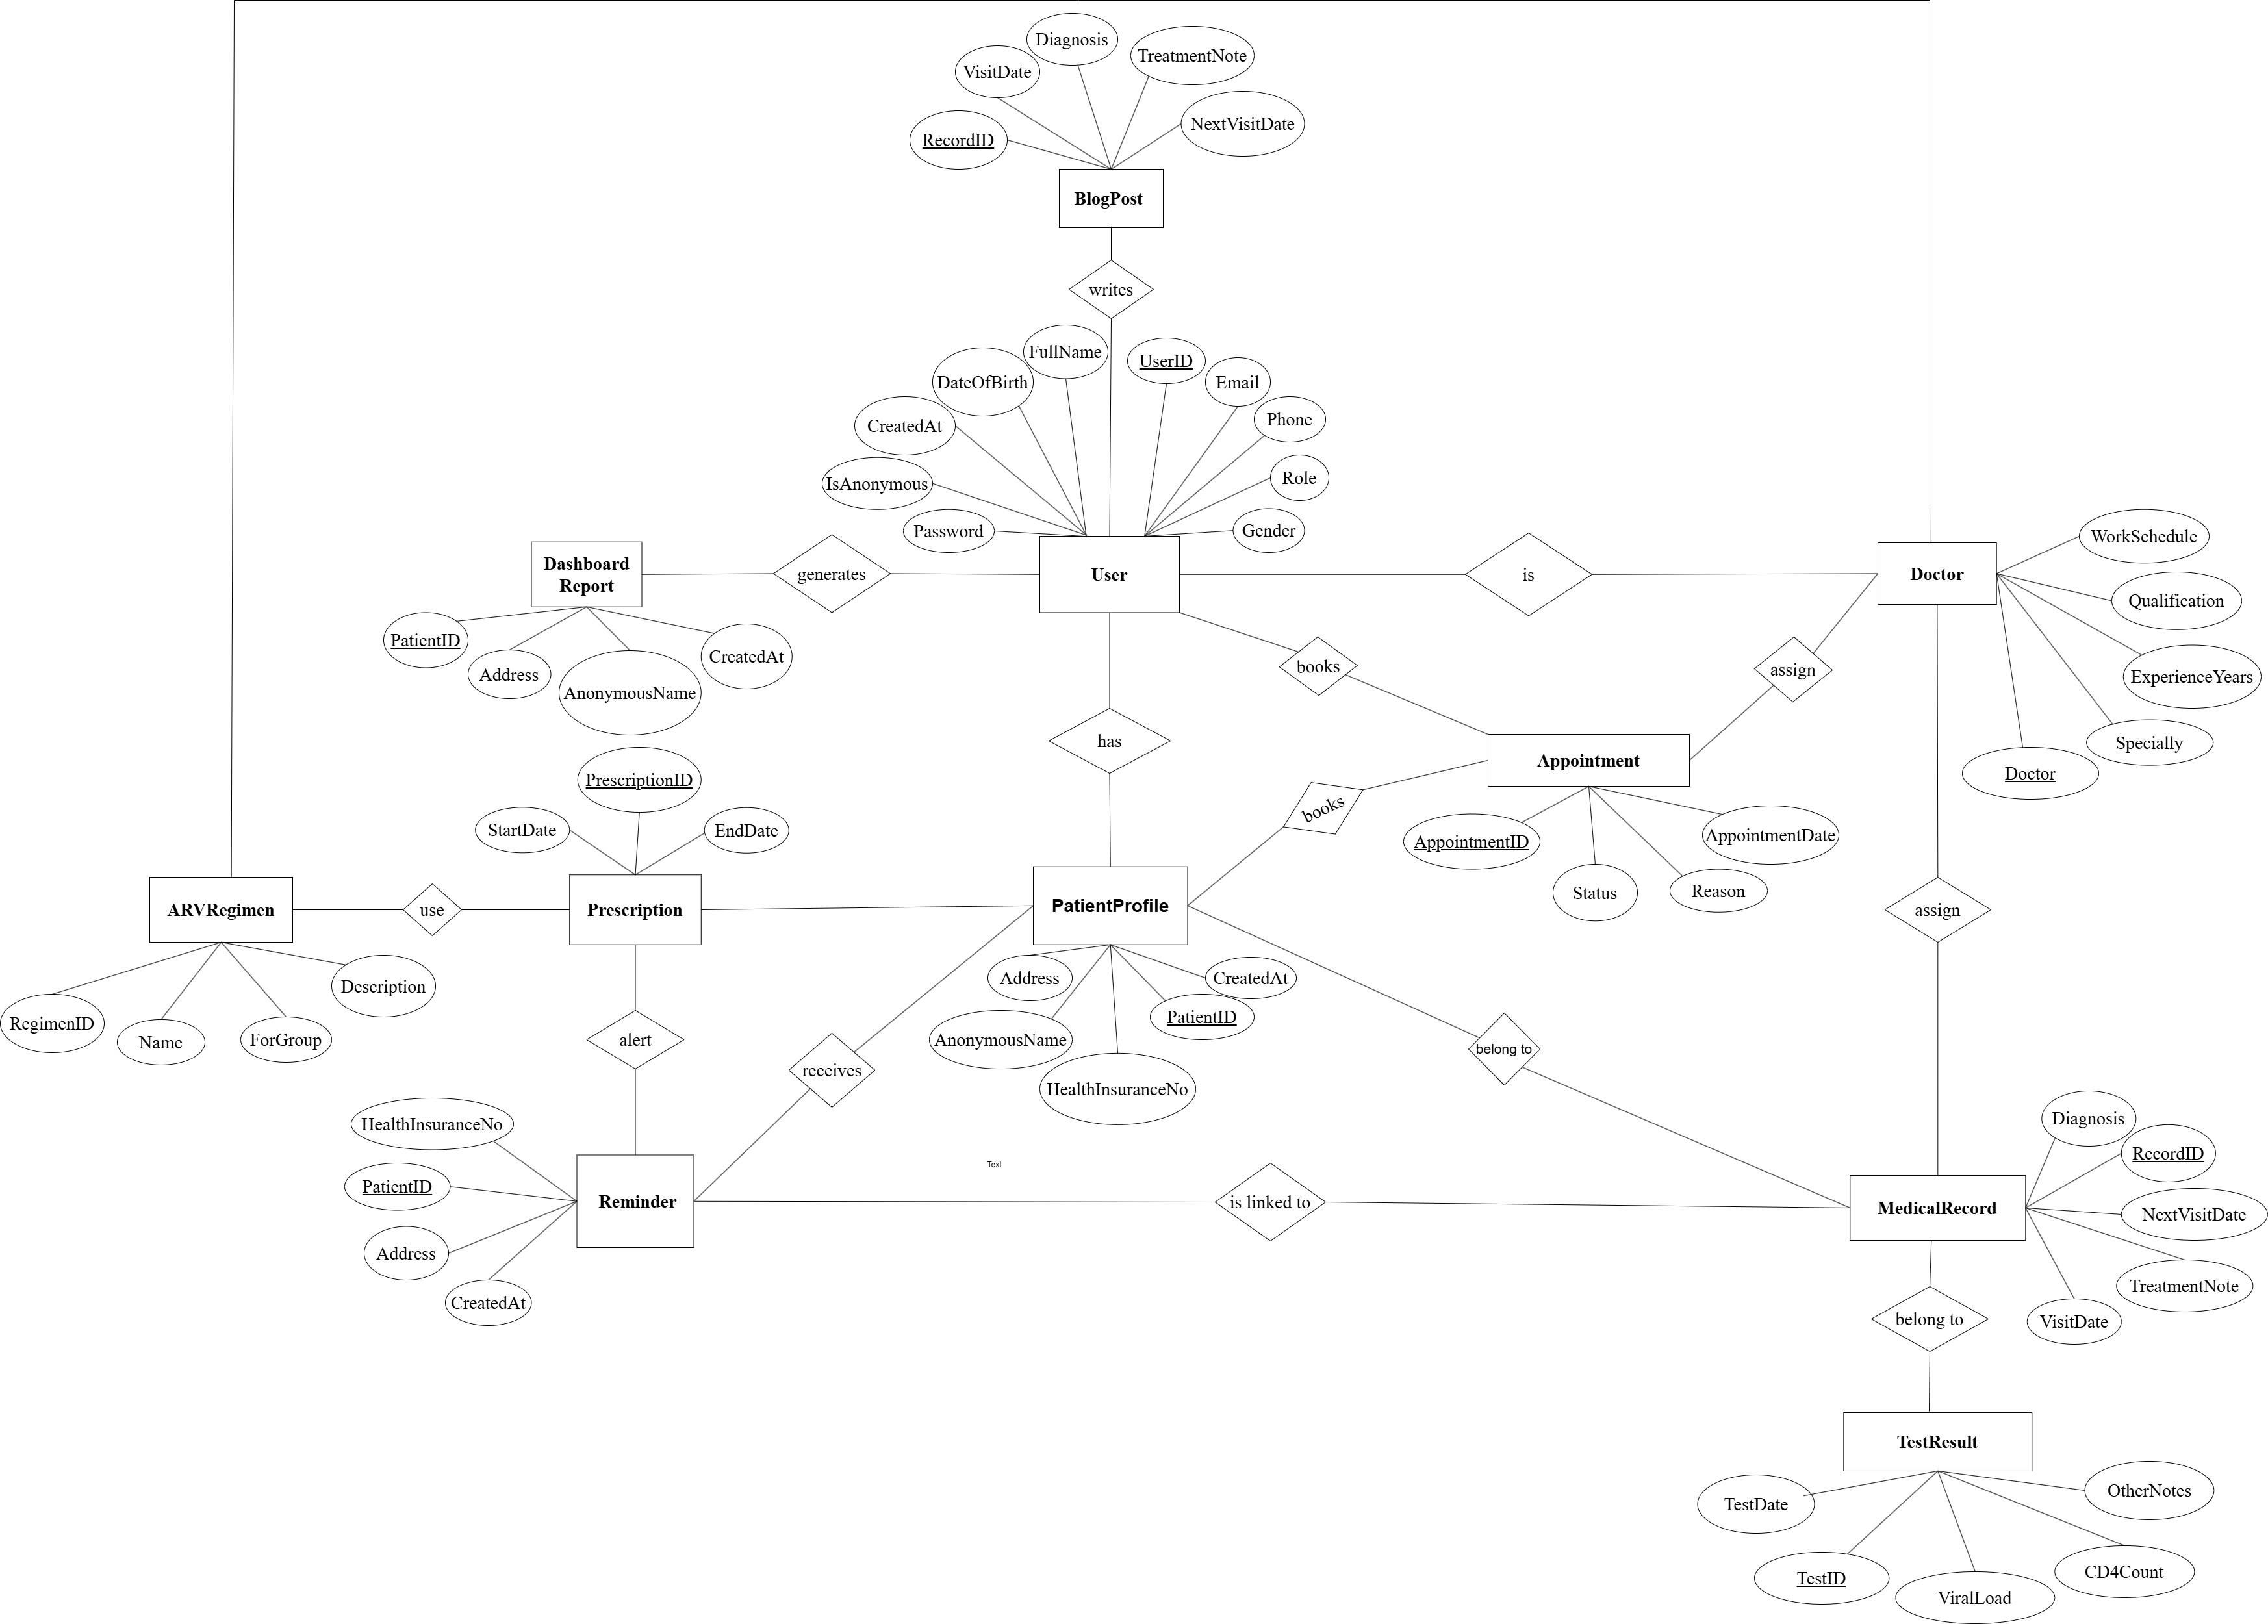 Diagnosis
TreatmentNote
VisitDate
NextVisitDate
RecordID
BlogPost
writes
FullName
UserID
DateOfBirth
Email
CreatedAt
Phone
IsAnonymous
Role
Password
Gender
Dashboard
Report
generates
User
is
Doctor
WorkSchedule
Qualification
ExperienceYears
Specially
Doctor
PatientID
Address
AnonymousName
CreatedAt
books
assign
has
Appointment
PrescriptionID
StartDate
EndDate
books
AppointmentID
AppointmentDate
Status
Reason
ARVRegimen
use
Prescription
PatientProfile
assign
RegimenID
Name
ForGroup
Description
Address
CreatedAt
PatientID
AnonymousName
HealthInsuranceNo
alert
receives
belong to
HealthInsuranceNo
PatientID
Address
CreatedAt
Reminder
Text
is linked to
MedicalRecord
Diagnosis
RecordID
NextVisitDate
TreatmentNote
VisitDate
belong to
TestResult
TestDate
OtherNotes
TestID
ViralLoad
CD4Count